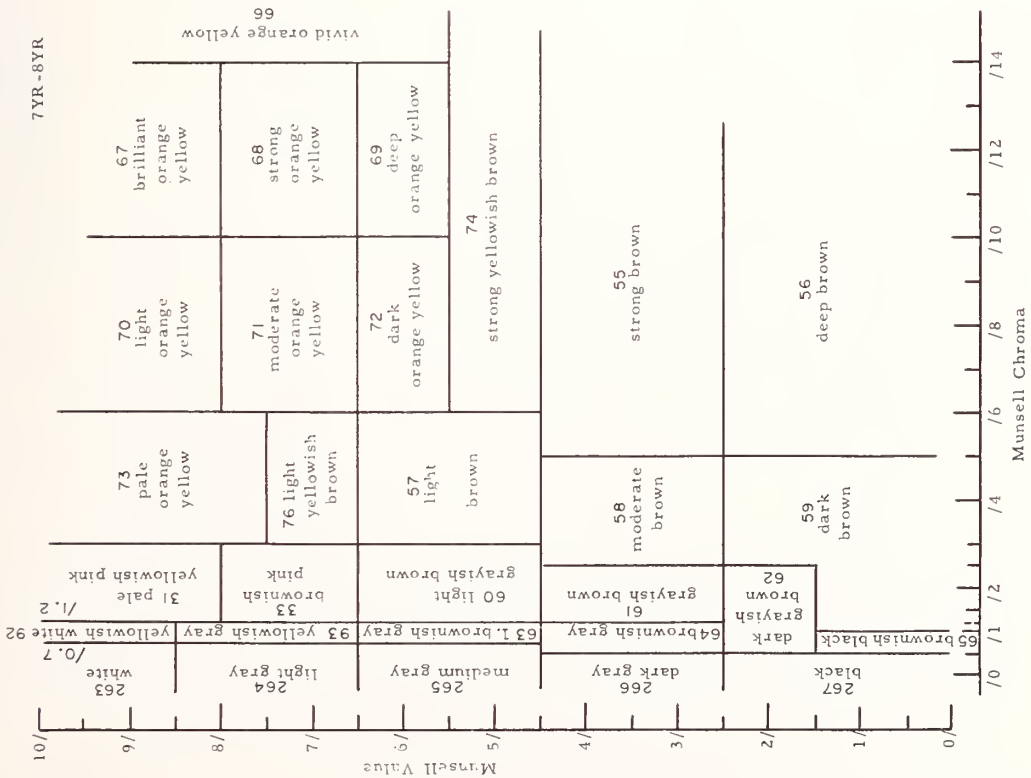 7YR-8YR
vivid orange yellow
66
67
brilliant
orange
yellow
68
strong
orange
yellow
69
deep
orange yellow
70
light
orange
yellow
71
moderate
orange
yellow
72
dark
orange yellow
74
strong yellowish brown
73
pale
orange
yellow
76 light
yellowish
brown
57
light
brown
55
strong brown
56
deep brown
58
moderate
brown
59
dark
brown
31 pale
yellowish pink
33
brownish
pink
60 light
grayish brown
61
grayish brown
62
dark
grayish
brown
/1.2
/0.7
yellowish white 92
93 yellowish gray
63 l. brownish gray
64 brownish gray
65 brownish black
263
white
264
light gray
265
medium gray
266
dark gray
267
black
10/
9/
8/
7/
6/
5/
4/
3/
2/
1/
0/
Munsell Value
/0
/1
/2
/4
/6
/8
/10
/12
/14
Munsell Chroma